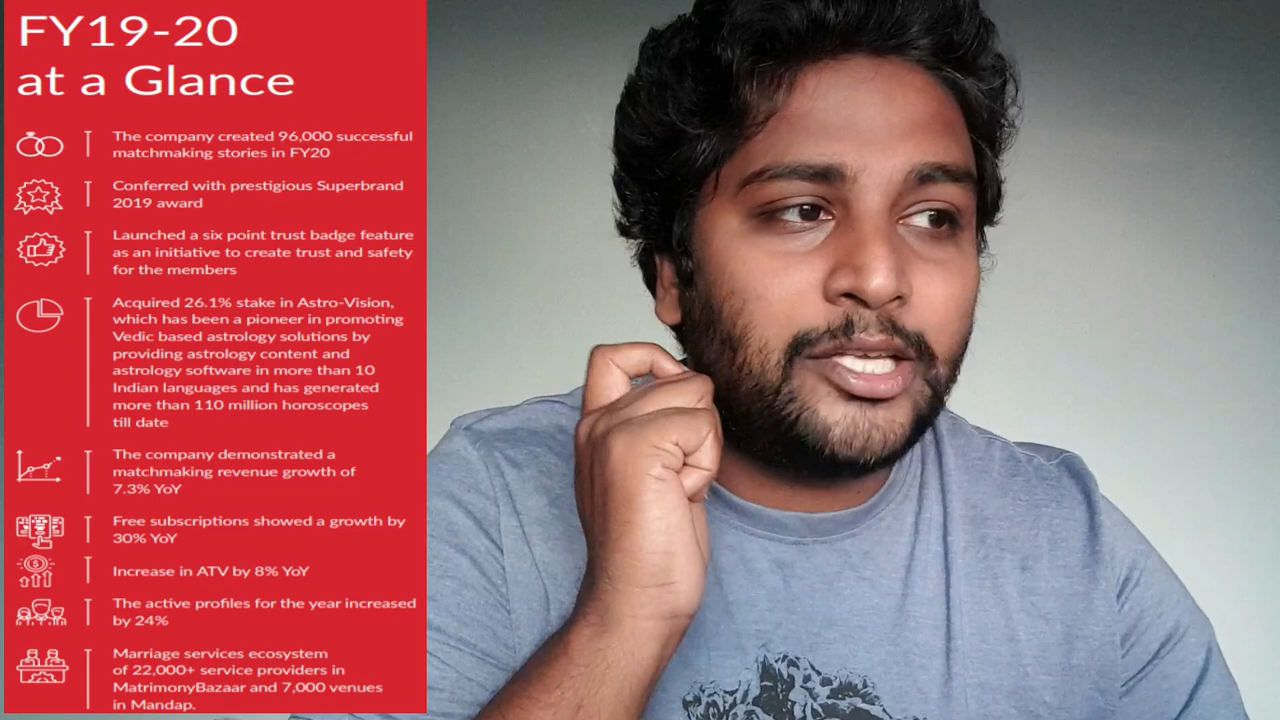 FY19-20
at a Glance
The company created 96,000 successful
matchmaking stories in FY20
Conferred with prestigious Superbrand
2019 award
Launched a six point trust badge feature
as an initiative to create trust and safety
for the members
Acquired 26.1% stake in Astro-Vision,
which has been a pioneer in promoting
Vedic based astrology solutions by
providing astrology content and
astrology software in more than 10
Indian languages and has generated
more than 110 million horoscopes
till date
The company demonstrated a
matchmaking revenue growth of
7.3% YoY
Free subscriptions showed a growth by
30% YoY
Increase in ATV by 8% YoY
The active profiles for the year increased
by 24%
Marriage services ecosystem
of 22,000+ service providers in
MatrimonyBazaar and 7,000 venues
in Mandap.